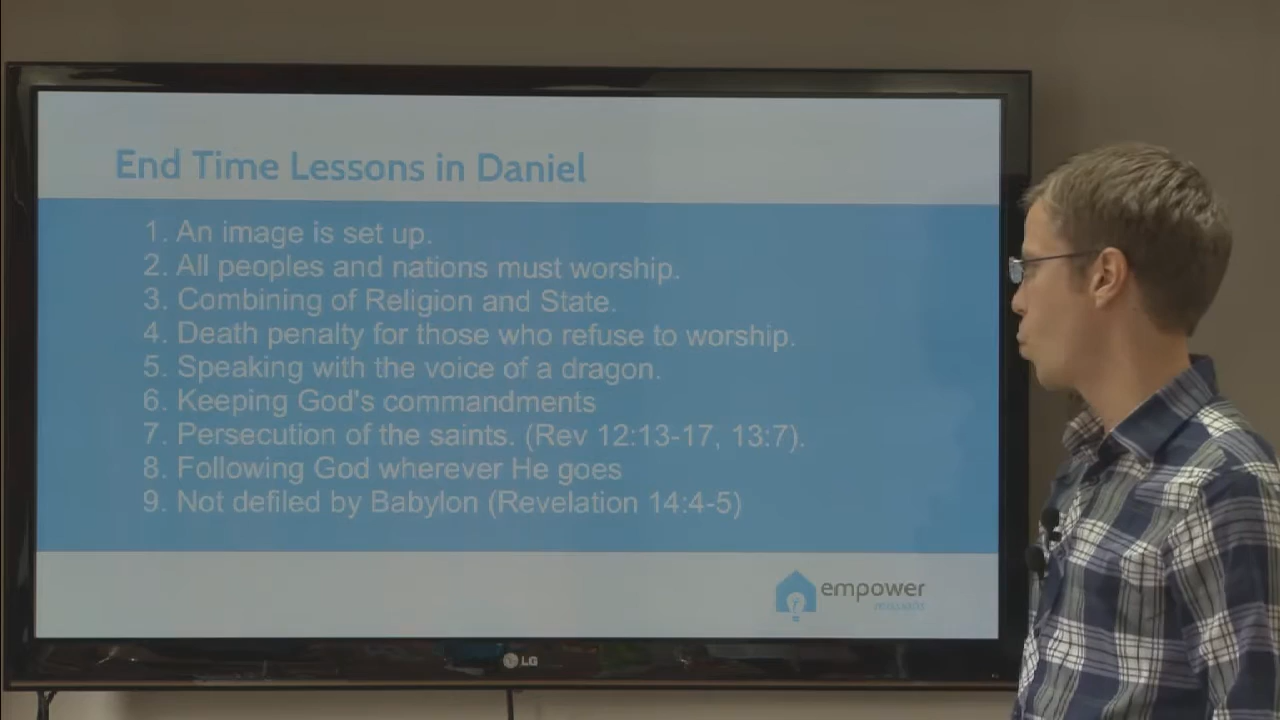 End Time Lessons in Daniel
1. An image is set up.
2. All peoples and nations must worship.
3. Combining of Religion and State.
4. Death penalty for those who refuse to worship.
5. Speaking with the voice of a dragon.
6. Keeping God's commandments
7. Persecution of the saints. (Rev 12:13-17, 13:7).
8. Following God wherever He goes
9. Not defiled by Babylon (Revelation 14:4-5)
empower
LG